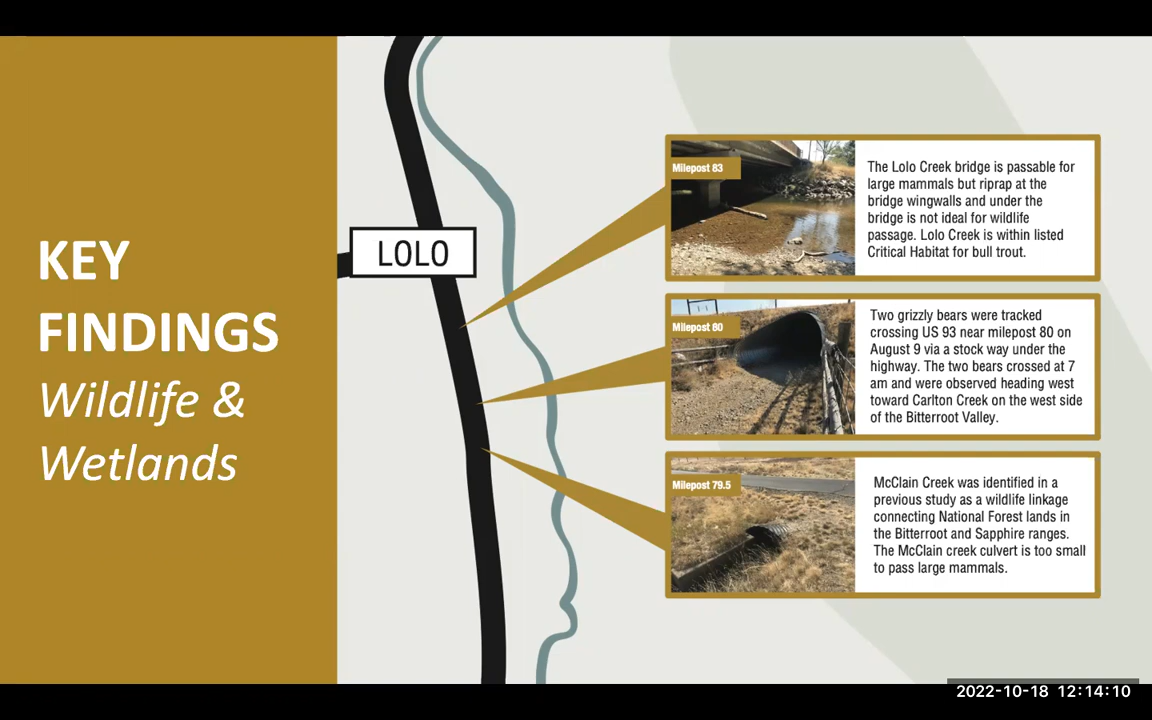 KEY
FINDINGS
Wildlife &
Wetlands
LOLO
Milepost 83
The Lolo Creek bridge is passable for
large mammals but riprap at the
bridge wingwalls and under the
bridge is not ideal for wildlife
passage. Lolo Creek is within listed
Critical Habitat for bull trout.
Milepost 80
Two grizzly bears were tracked
crossing US 93 near milepost 80 on
August 9 via a stock way under the
highway. The two bears crossed at 7
am and were observed heading west
toward Carlton Creek on the west side
of the Bitterroot Valley.
Milepost 79.5
McClain Creek was identified in a
previous study as a wildlife linkage
connecting National Forest lands in
the Bitterroot and Sapphire ranges.
The McClain creek culvert is too small
to pass large mammals.
2022-10-18 12:14:10